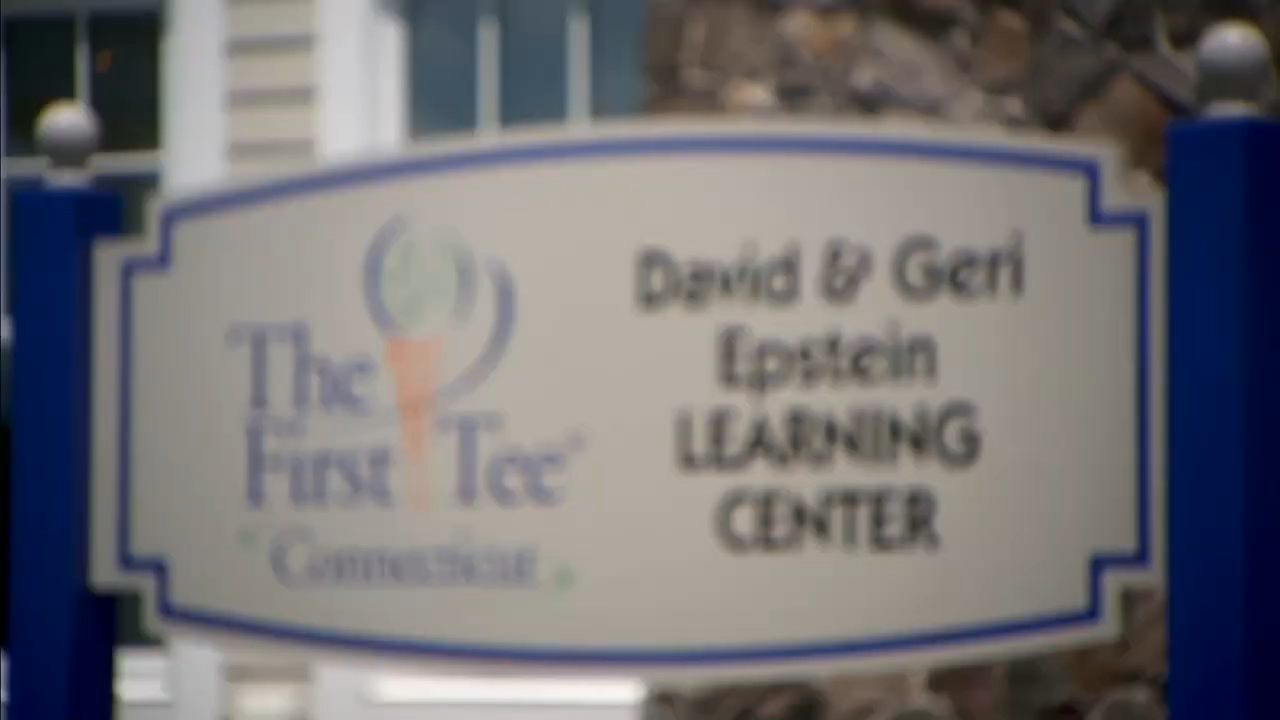 The
First Tee
Connecticut
David & Geri
Epstein
LEARNING
CENTER